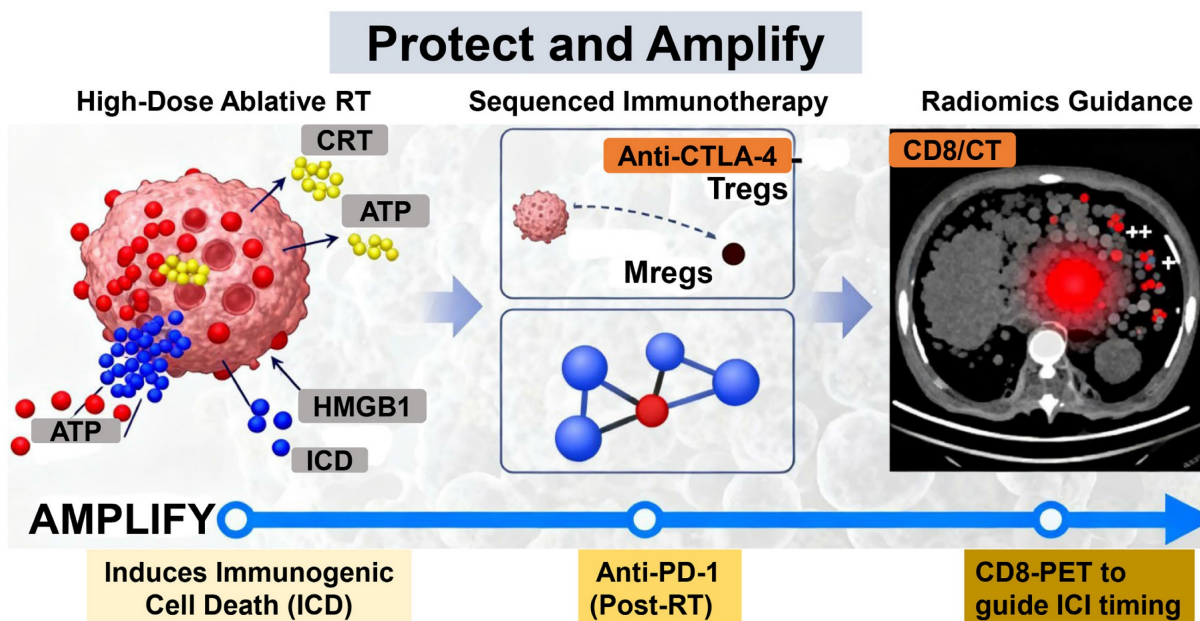 Protect and Amplify
High-Dose Ablative RT
Sequenced Immunotherapy
Radiomics Guidance
CRT
ATP
HMGB1
ATP
ICD
Anti-CTLA-4
Tregs
Mregs
CD8/CT
++
+
AMPLIFY
Induces Immunogenic
Cell Death (ICD)
Anti-PD-1
(Post-RT)
CD8-PET to
guide ICI timing